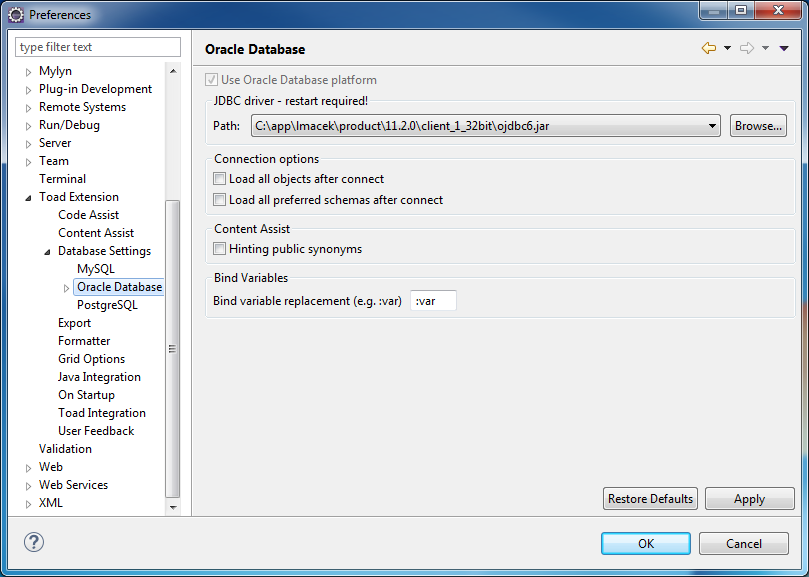 Preferences
type filter text
Mylyn
Plug-in Development
Remote Systems
Run/Debug
Server
Team
Terminal
Toad Extension
Code Assist
Content Assist
Database Settings
MySQL
Oracle Database
PostgreSQL
Export
Formatter
Grid Options
Java Integration
On Startup
Toad Integration
User Feedback
Validation
Web
Web Services
XML
Oracle Database
Use Oracle Database platform
JDBC driver - restart required!
Path: C:\app\lmacek\product\11.2.0\client_1_32bit\ojdbc6.jar Browse...
Connection options
Load all objects after connect
Load all preferred schemas after connect
Content Assist
Hinting public synonyms
Bind Variables
Bind variable replacement (e.g. :var) :var
Restore Defaults Apply
? OK Cancel